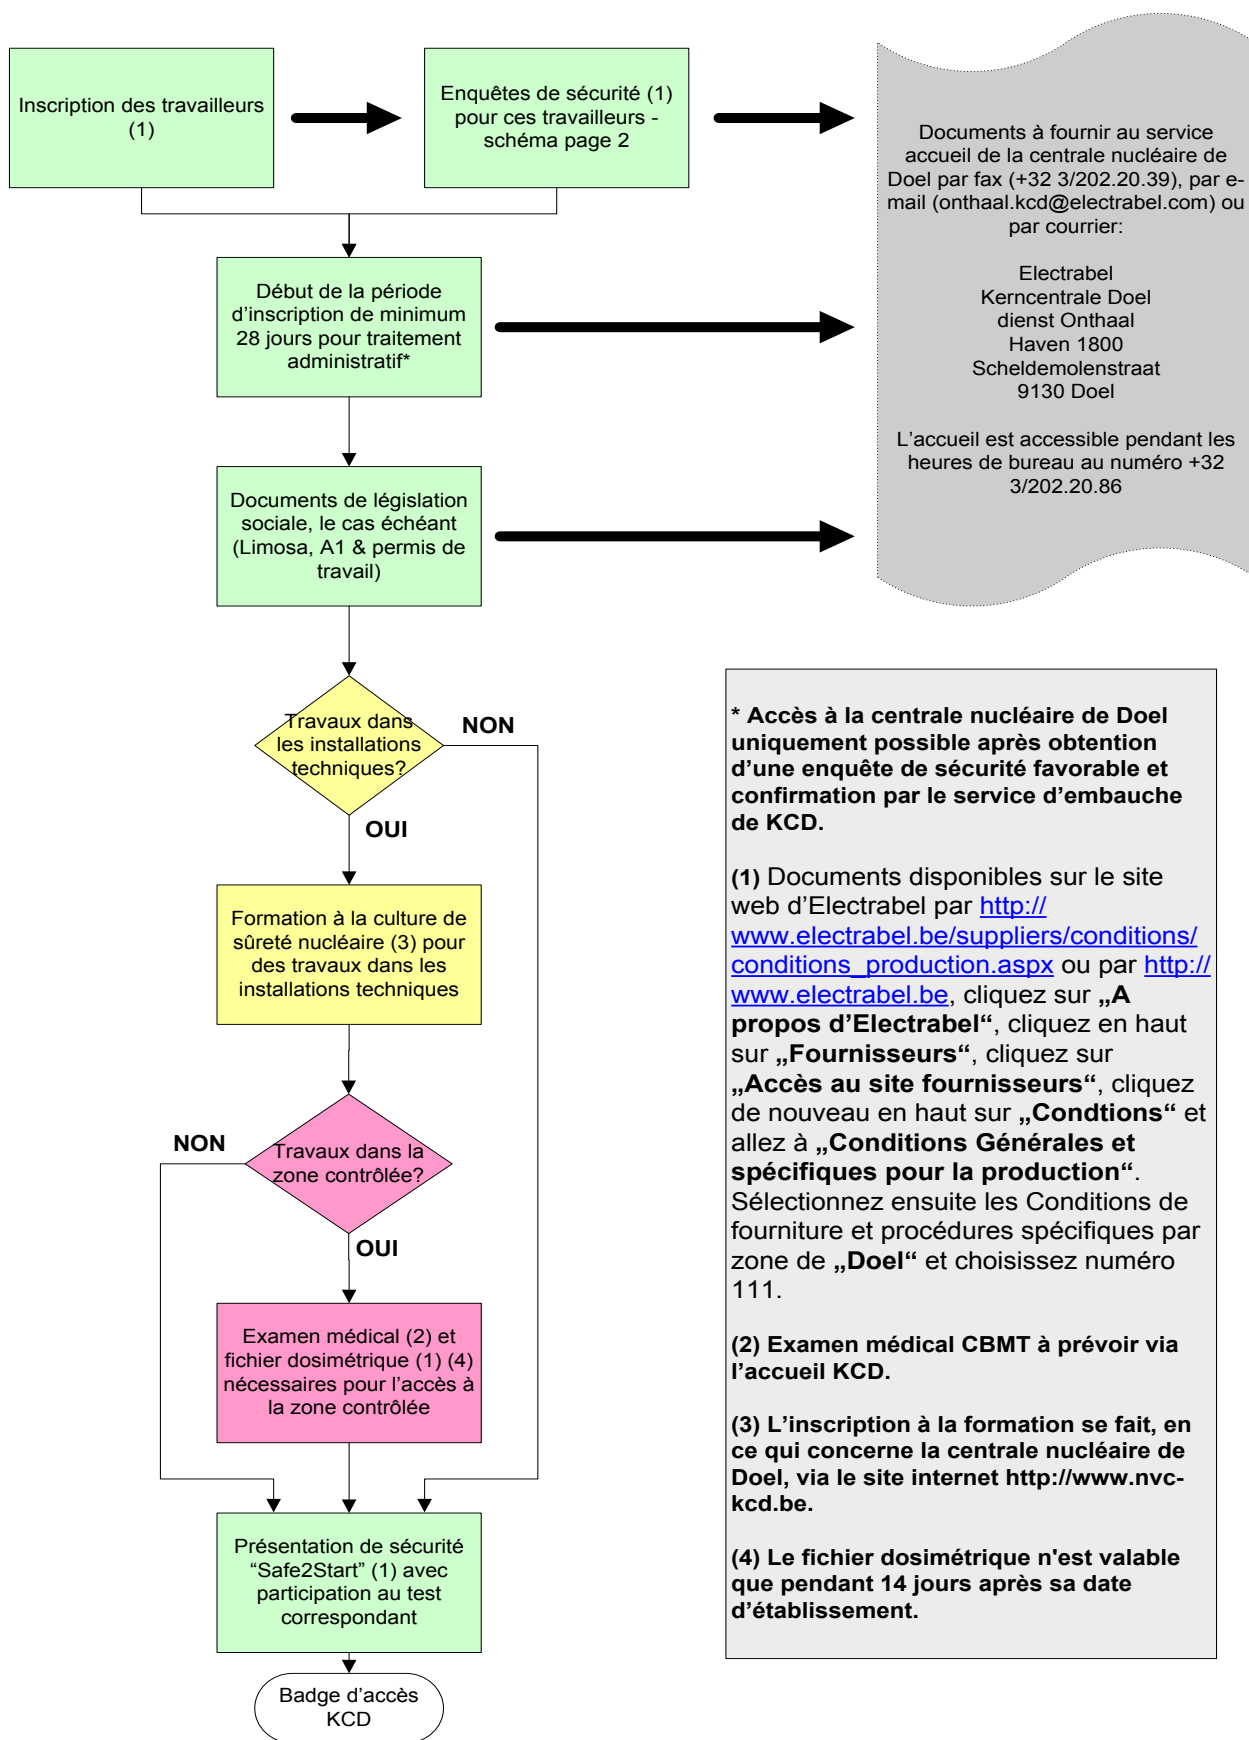 Inscription des travailleurs
(1)
Enquêtes de sécurité (1)
pour ces travailleurs -
schéma page 2
Documents à fournir au service
accueil de la centrale nucléaire de
Doel par fax (+32 3/202.20.39), par e-
mail (onthaal.kcd@electrabel.com) ou
par courrier:
Electrabel
Kerncentrale Doel
dienst Onthaal
Haven 1800
Scheldemolenstraat
9130 Doel
L'accueil est accessible pendant les
heures de bureau au numéro +32
3/202.20.86
Début de la période
d'inscription de minimum
28 jours pour traitement
administratif*
Documents de législation
sociale, le cas échéant
(Limosa, A1 & permis de
travail)
Travaux dans
les installations
techniques?
NON
OUI
Formation à la culture de
sûreté nucléaire (3) pour
des travaux dans les
installations techniques
Travaux dans la
zone contrôlée?
NON
OUI
Examen médical (2) et
fichier dosimétrique (1) (4)
nécessaires pour l'accès à
la zone contrôlée
Présentation de sécurité
“Safe2Start” (1) avec
participation au test
correspondant
Badge d'accès
KCD
* Accès à la centrale nucléaire de Doel
uniquement possible après obtention
d'une enquête de sécurité favorable et
confirmation par le service d'embauche
de KCD.
(1) Documents disponibles sur le site
web d'Electrabel par http://
www.electrabel.be/suppliers/conditions/
conditions_production.aspx ou par http://
www.electrabel.be, cliquez sur „A
propos d'Electrabel“, cliquez en haut
sur „Fournisseurs“, cliquez sur
„Accès au site fournisseurs“, cliquez
de nouveau en haut sur „Condtions“ et
allez à „Conditions Générales et
spécifiques pour la production“.
Sélectionnez ensuite les Conditions de
fourniture et procédures spécifiques par
zone de „Doel“ et choisissez numéro
111.
(2) Examen médical CBMT à prévoir via
l'accueil KCD.
(3) L'inscription à la formation se fait, en
ce qui concerne la centrale nucléaire de
Doel, via le site internet http://www.nvc-
kcd.be.
(4) Le fichier dosimétrique n'est valable
que pendant 14 jours après sa date
d'établissement.